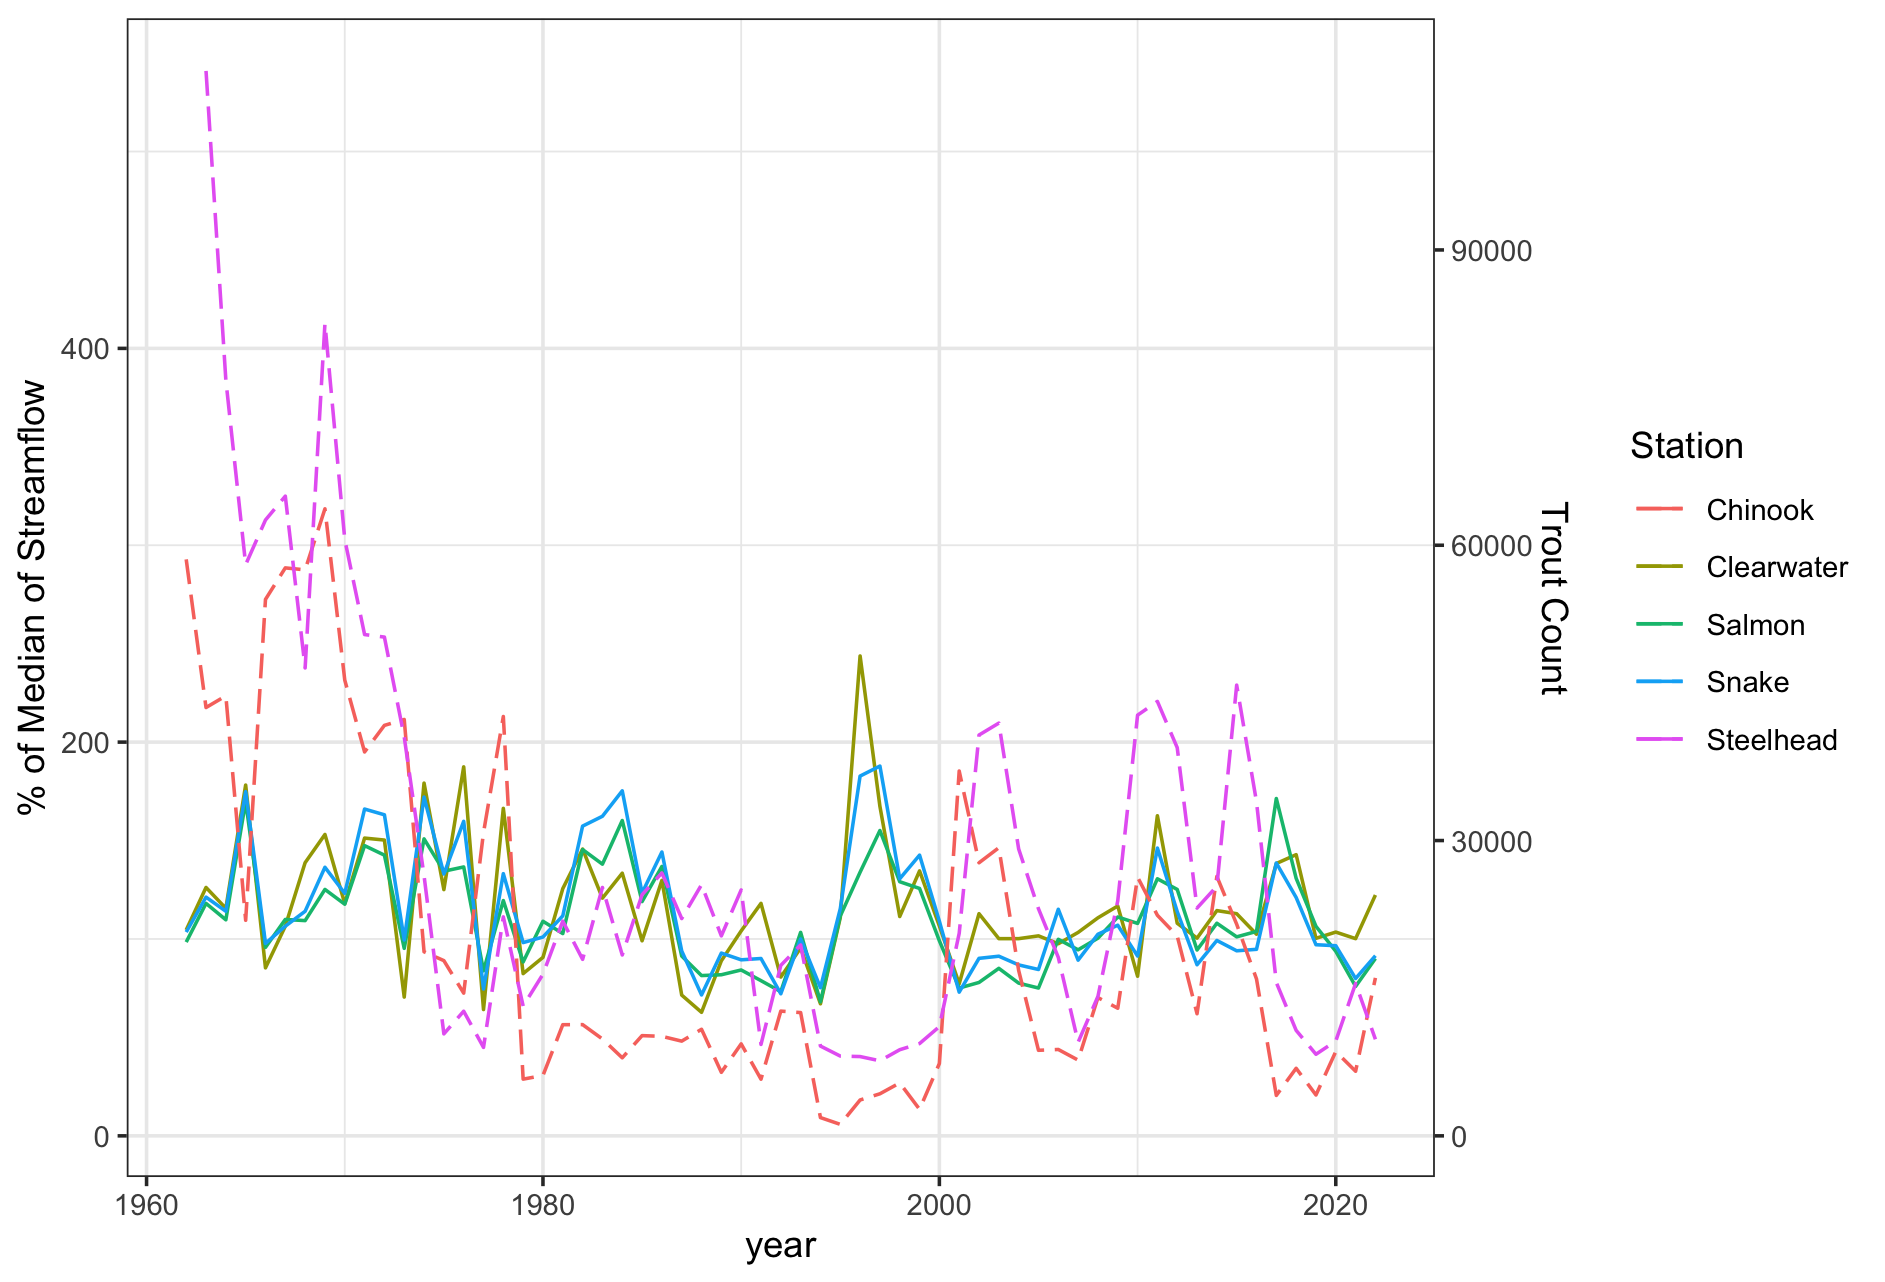 % of Median of Streamflow
400
200
0
1960
1980
2000
2020
year
90000
60000
30000
0
Trout Count
Station
Chinook
Clearwater
Salmon
Snake
Steelhead